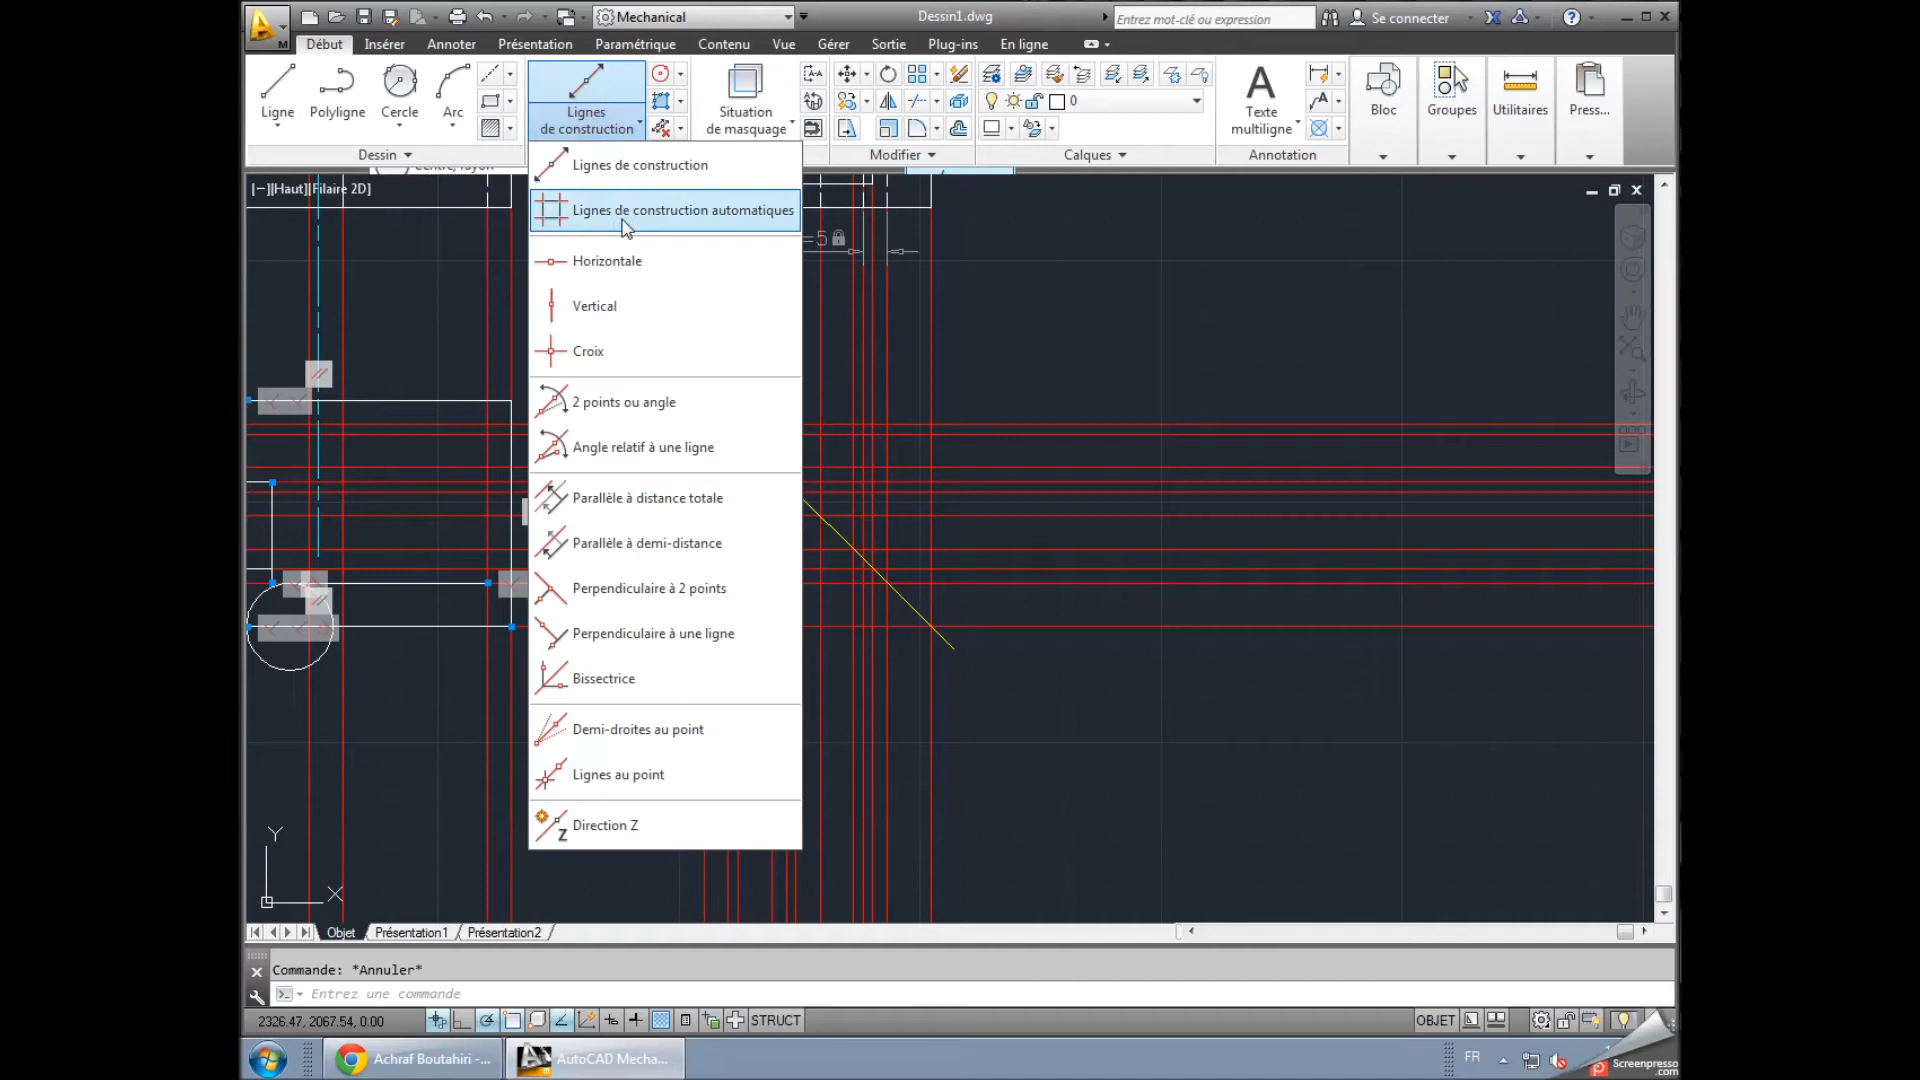 Mechanical
Dessin1.dwg
Entrez mot-clé ou expression
Se connecter
Début
Insérer
Annoter
Présentation
Paramétrique
Contenu
Vue
Gérer
Sortie
Plug-ins
En ligne
Ligne
Polyligne
Cercle
Arc
Lignes
de construction
Situation
de masquage
0
Texte
multiligne
Bloc
Groupes
Utilitaires
Press...
Dessin
Modifier
Calques
Annotation
[−][Haut][Filaire 2D]
Lignes de construction
Lignes de construction automatiques
Horizontale
Vertical
Croix
2 points ou angle
Angle relatif à une ligne
Parallèle à distance totale
Parallèle à demi-distance
Perpendiculaire à 2 points
Perpendiculaire à une ligne
Bissectrice
Demi-droites au point
Lignes au point
Direction Z
=5
Y
X
Objet
Présentation1
Présentation2
Commande: *Annuler*
Entrez une commande
2326.47, 2067.54, 0.00
STRUCT
OBJET
Achraf Boutahiri -...
AutoCAD Mecha...
FR
Screenpresso
.com